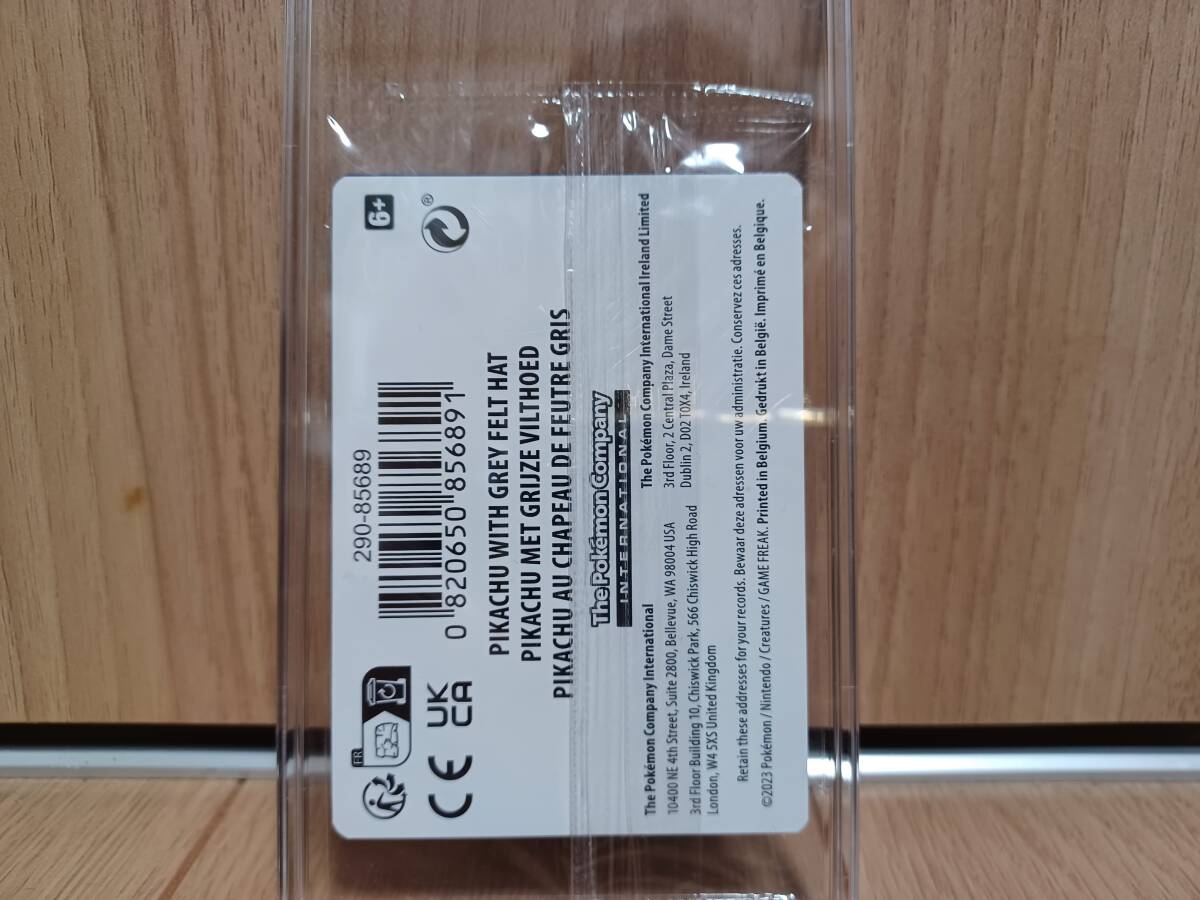 6+
®
FR
CE
UK
CA
290-85689
0 820650 856891
PIKACHU WITH GREY FELT HAT
PIKACHU MET GRIJZE VILTHOED
PIKACHU AU CHAPEAU DE FEUTRE GRIS
The Pokémon Company
INTERNATIONAL
The Pokémon Company International
10400 NE 4th Street, Suite 2800, Bellevue, WA 98004 USA
3rd Floor Building 10, Chiswick Park, 566 Chiswick High Road
London, W4 5XS United Kingdom
The Pokémon Company International Ireland Limited
3rd Floor, 2 Central Plaza, Dame Street
Dublin 2, D02 T0X4, Ireland
Retain these addresses for your records. Bewaar deze adressen voor uw administratie. Conservez ces adresses.
©2023 Pokémon / Nintendo / Creatures / GAME FREAK. Printed in Belgium. Gedrukt in België. Imprimé en Belgique.